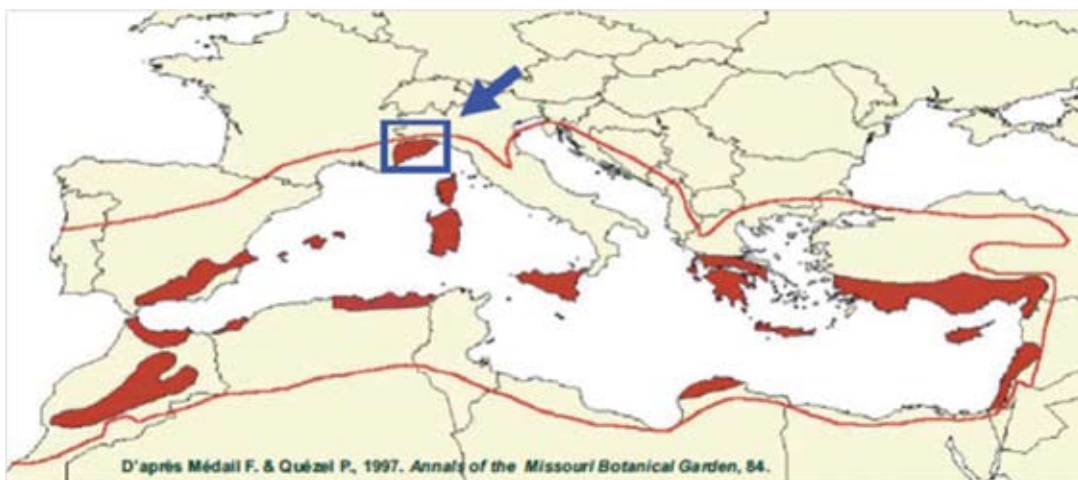 D'après Médail F. & Quézel P., 1997. Annals of the Missouri Botanical Garden, 84.